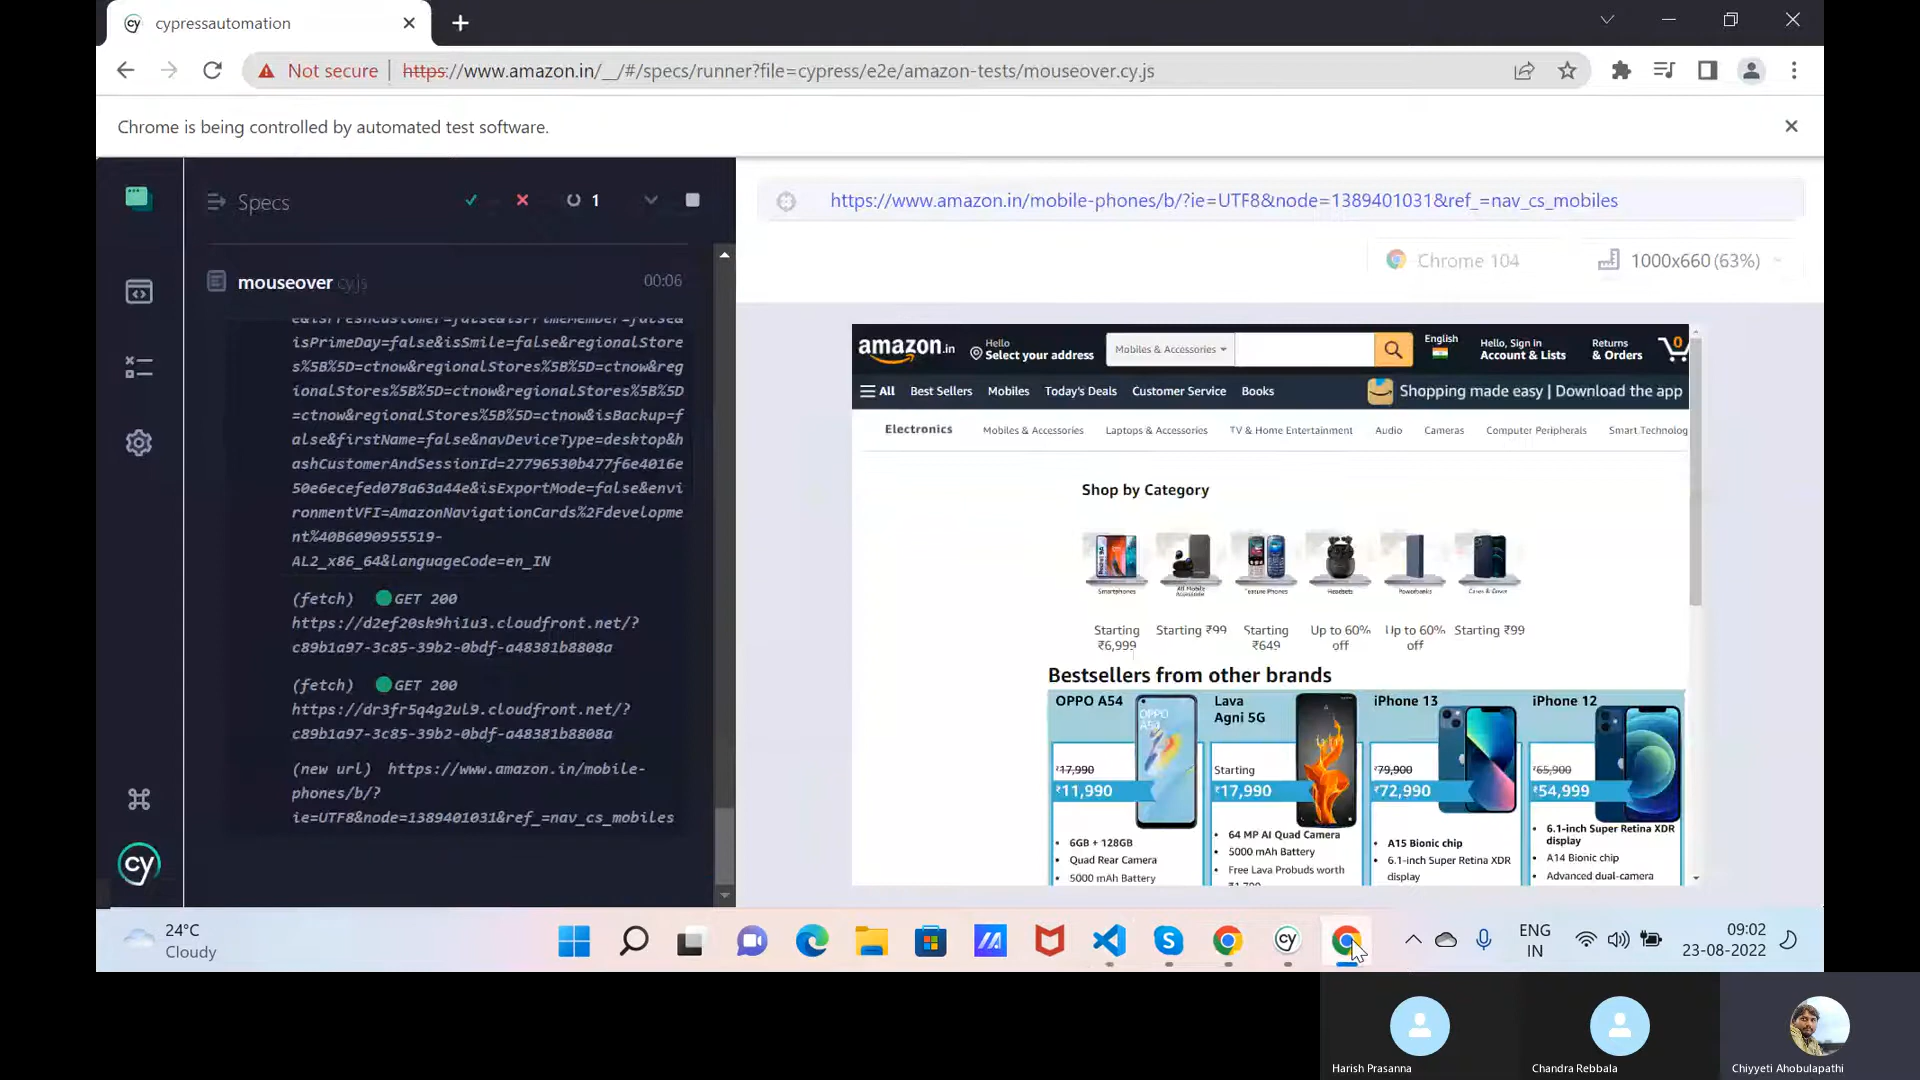 cypressautomation
Not secure
https://www.amazon.in/__/#/specs/runner?file=cypress/e2e/amazon-tests/mouseover.cy.js
Chrome is being controlled by automated test software.
Specs
1
mouseover cy.js
00:06
isPrimeDay=false&isSmile=false&regionalStore
s%5B%5D=ctnow&regionalStores%5B%5D=ctnow&reg
ionalStores%5B%5D=ctnow&regionalStores%5B%5D
=ctnow&regionalStores%5B%5D=ctnow&isBackup=f
alse&firstName=false&navDeviceType=desktop&h
ashCustomerAndSessionId=27796530b477f6e4016e
50e6ecefed078a63a44e&isExportMode=false&envi
ronmentVFI=AmazonNavigationCards%2Fdevelopme
nt%40B6090955519-
AL2_x86_64&languageCode=en_IN
(fetch) GET 200
https://d2ef20sk9hi1u3.cloudfront.net/?
c89b1a97-3c85-39b2-0bdf-a48381b8808a
(fetch) GET 200
https://dr3fr5q4g2ul9.cloudfront.net/?
c89b1a97-3c85-39b2-0bdf-a48381b8808a
(new url) https://www.amazon.in/mobile-
phones/b/?
ie=UTF8&node=1389401031&ref_=nav_cs_mobiles
cy
https://www.amazon.in/mobile-phones/b/?ie=UTF8&node=1389401031&ref_=nav_cs_mobiles
Chrome 104
1000x660 (63%)
amazon.in
Hello
Select your address
Mobiles & Accessories
English
Hello, Sign in
Account & Lists
Returns
& Orders
0
All
Best Sellers
Mobiles
Today's Deals
Customer Service
Books
Shopping made easy | Download the app
Electronics
Mobiles & Accessories
Laptops & Accessories
TV & Home Entertainment
Audio
Cameras
Computer Peripherals
Smart Technolog
Shop by Category
Smartphones
All Mobile
Feature Phones
Headsets
Powerbanks
Cases & Covers
Starting
₹6,999
Starting ₹99
Starting
₹649
Up to 60%
off
Up to 60%
off
Starting ₹99
Bestsellers from other brands
OPPO A54
₹17,990
₹11,990
6GB + 128GB
Quad Rear Camera
5000 mAh Battery
Lava
Agni 5G
Starting
₹17,990
64 MP AI Quad Camera
5000 mAh Battery
Free Lava Probuds worth
iPhone 13
₹79,900
₹72,990
A15 Bionic chip
6.1-inch Super Retina XDR
display
iPhone 12
₹65,900
₹54,999
6.1-inch Super Retina XDR
display
A14 Bionic chip
Advanced dual-camera
24°C
Cloudy
cy
ENG
IN
09:02
23-08-2022
Harish Prasanna
Chandra Rebbala
Chiyyeti Ahobulapathi